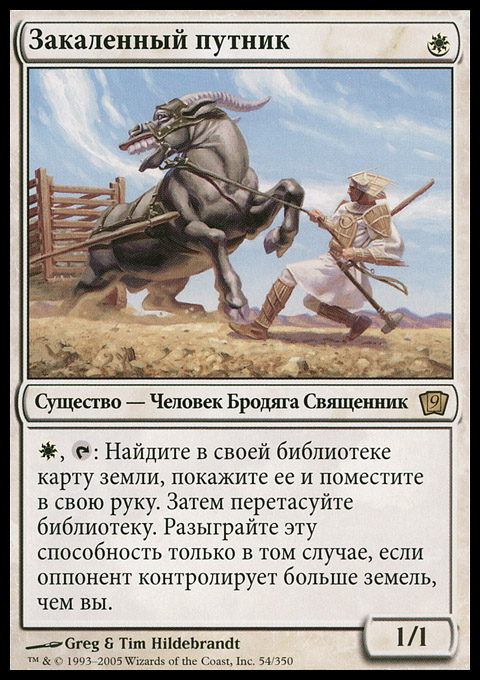 Закаленный путник
Существо — Человек Бродяга Священник
9
, : Найдите в своей библиотеке
карту земли, покажите ее и поместите
в свою руку. Затем перетасуйте
библиотеку. Разыграйте эту
способность только в том случае, если
оппонент контролирует больше земель,
чем вы.
Greg & Tim Hildebrandt
1/1
™ & © 1993–2005 Wizards of the Coast, Inc. 54/350